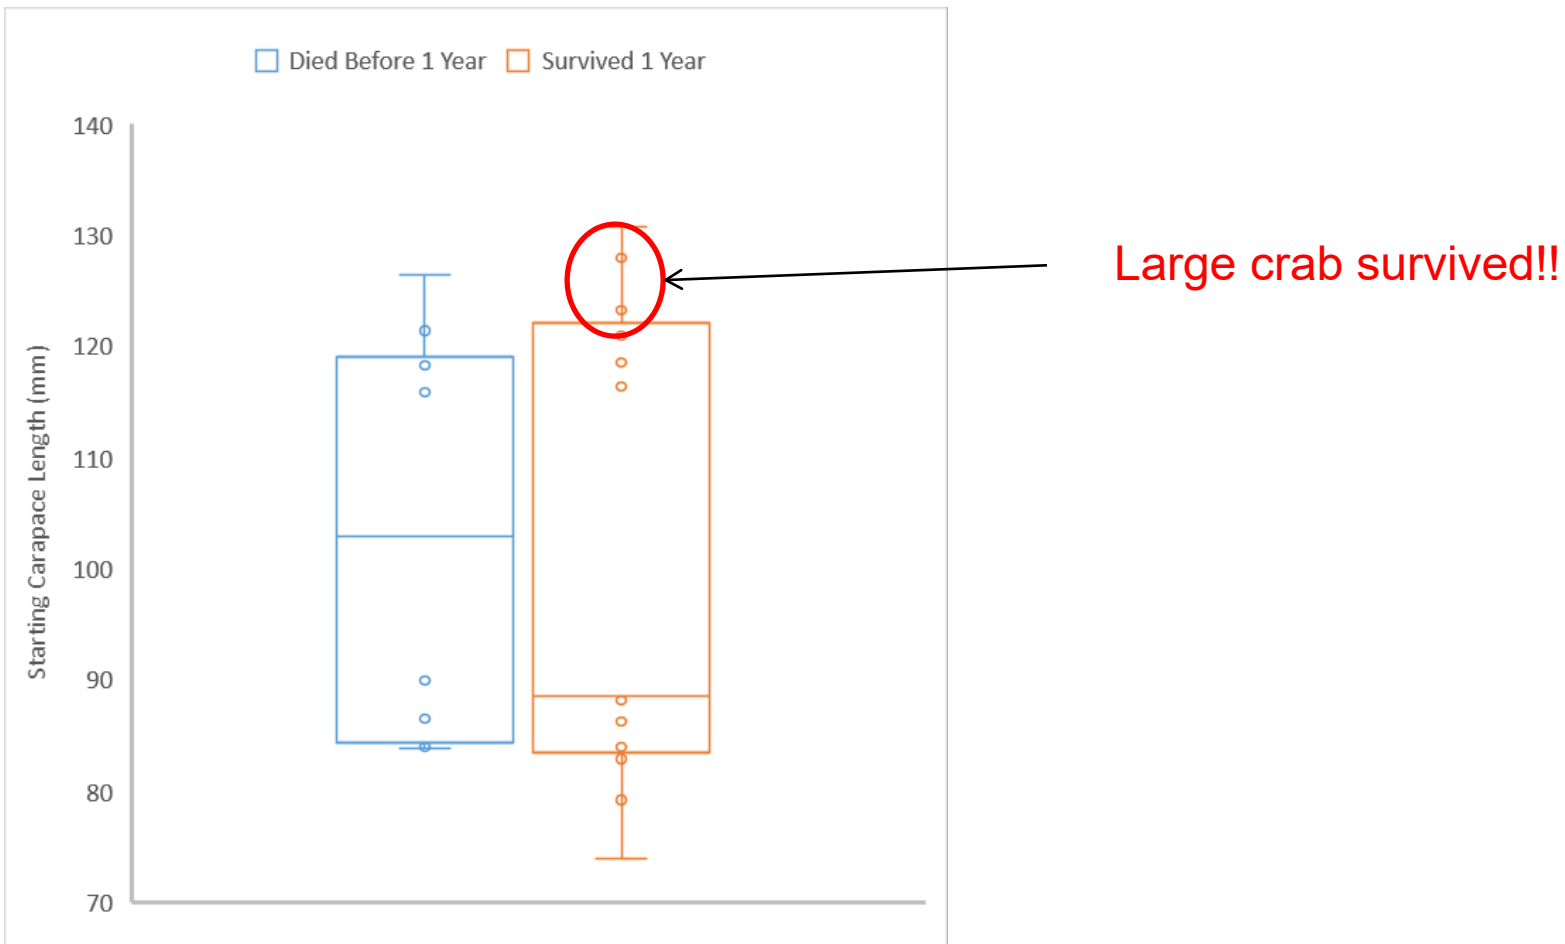 Died Before 1 Year Survived 1 Year
140
130
Large crab survived!!
120
110
100
90
80
70
Starting Carapace Length (mm)